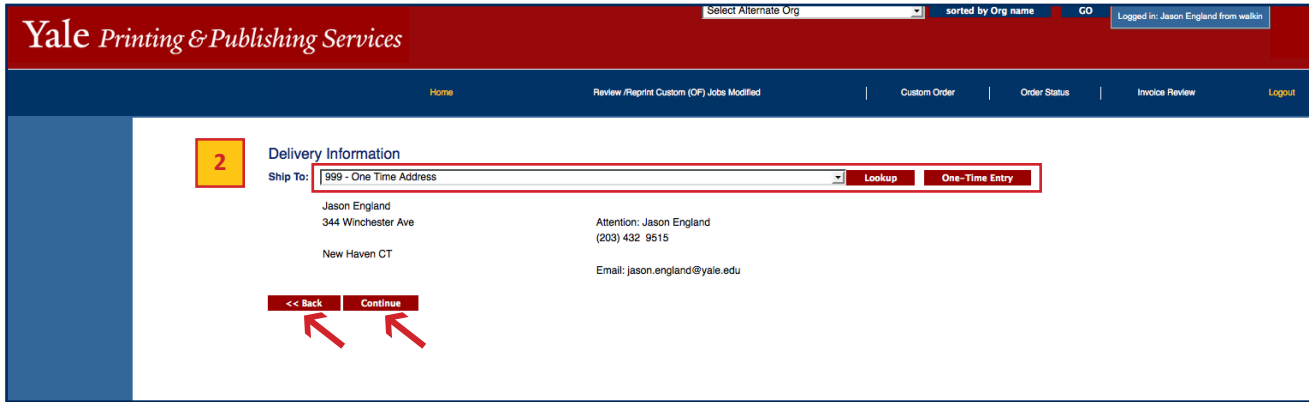 Select Alternate Org sorted by Org name GO Logged in: Jason England from walkin
Yale Printing & Publishing Services
Home Review /Reprint Custom (OF) Jobs Modified | Custom Order | Order Status | Invoice Review Logout
2
Delivery Information
Ship To: 999 - One Time Address Lookup One-Time Entry
Jason England
344 Winchester Ave Attention: Jason England
(203) 432 9515
New Haven CT
Email: jason.england@yale.edu
<< Back Continue